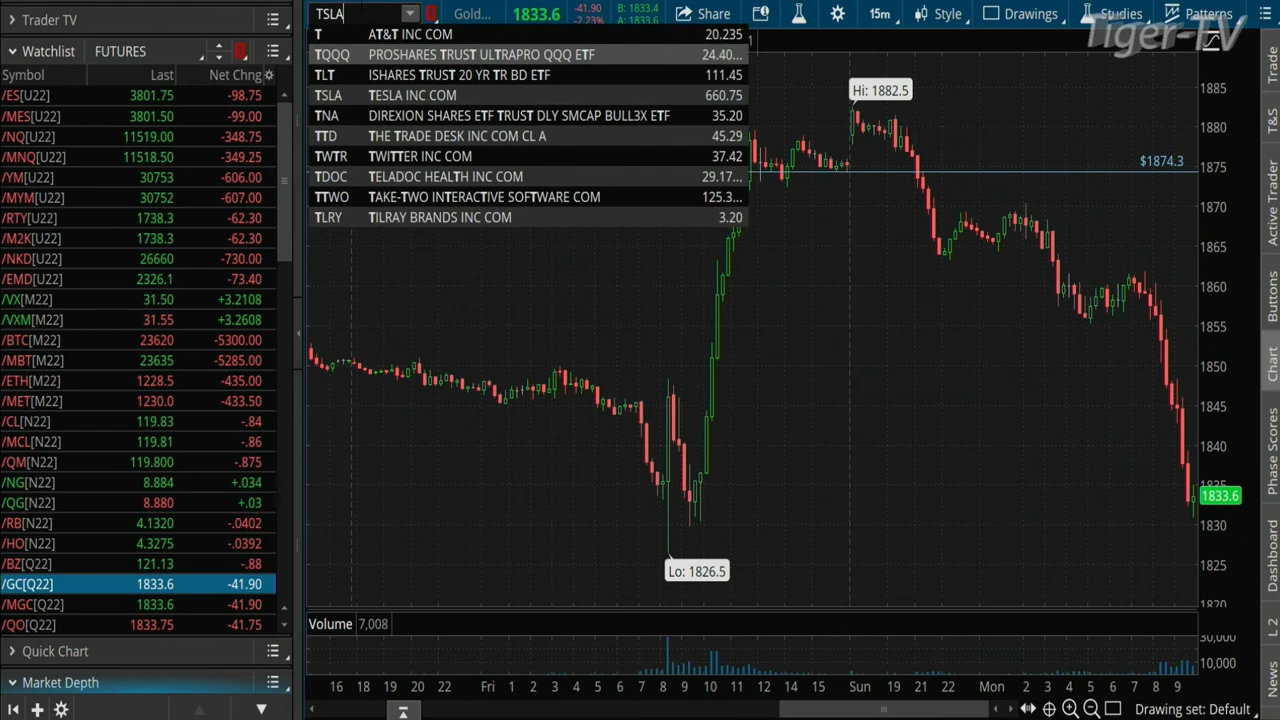 Trader TV
Watchlist FUTURES
Symbol Last Net Chng
/ES[U22] 3801.75 -98.75
/MES[U22] 3801.50 -99.00
/NQ[U22] 11519.00 -348.75
/MNQ[U22] 11518.50 -349.25
/YM[U22] 30753 -606.00
/MYM[U22] 30752 -607.00
/RTY[U22] 1738.3 -62.30
/M2K[U22] 1738.3 -62.30
/NKD[U22] 26660 -730.00
/EMD[U22] 2326.1 -73.40
/VX[M22] 31.50 +3.2108
/VXM[M22] 31.55 +3.2608
/BTC[M22] 23620 -5300.00
/MBT[M22] 23635 -5285.00
/ETH[M22] 1228.5 -435.00
/MET[M22] 1230.0 -433.50
/CL[N22] 119.83 -.84
/MCL[N22] 119.81 -.86
/QM[N22] 119.800 -.875
/NG[N22] 8.884 +.034
/QG[N22] 8.880 +.03
/RB[N22] 4.1320 -.0402
/HO[N22] 4.3275 -.0392
/BZ[Q22] 121.13 -.88
/GC[Q22] 1833.6 -41.90
/MGC[Q22] 1833.6 -41.90
/QO[Q22] 1833.75 -41.75
Quick Chart
Market Depth
TSLA Gold... 1833.6 -41.90 -2.23% B: 1833.4 A: 1833.6 Share 15m Style Drawings Studies Patterns
Tiger-TV
T AT&T INC COM 20.235
TQQQ PROSHARES TRUST ULTRAPRO QQQ ETF 24.40...
TLT ISHARES TRUST 20 YR TR BD ETF 111.45
TSLA TESLA INC COM 660.75
TNA DIREXION SHARES ETF TRUST DLY SMCAP BULL3X ETF 35.20
TTD THE TRADE DESK INC COM CL A 45.29
TWTR TWITTER INC COM 37.42
TDOC TELADOC HEALTH INC COM 29.17...
TTWO TAKE-TWO INTERACTIVE SOFTWARE COM 125.3...
TLRY TILRAY BRANDS INC COM 3.20
Hi: 1882.5
$1874.3
Lo: 1826.5
1885
1880
1875
1870
1865
1860
1855
1850
1845
1840
1835
1833.6
1830
1825
1820
Volume 7,008
30,000
10,000
16 18 19 20 22 Fri 1 2 3 4 5 6 7 8 9 10 12 13 14 15 Sun 19 21 22 Mon 2 3 4 5 6 7 8 9
Drawing set: Default
Trade
T&S
Active Trader
Buttons
Chart
Phase Scores
Dashboard
L 2
News